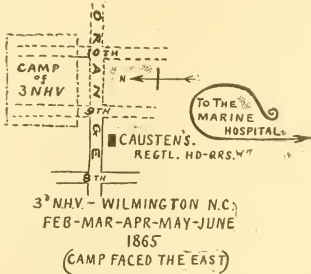 ORANGE
10TH
CAMP
of
3 NHV
N
9TH
TO THE
MARINE
HOSPITAL
CAUSTEN'S.
REGTL. HD-QRS.
8TH
3D N.H.V. - WILMINGTON N.C.
FEB-MAR-APR-MAY-JUNE
1865
(CAMP FACED THE EAST)